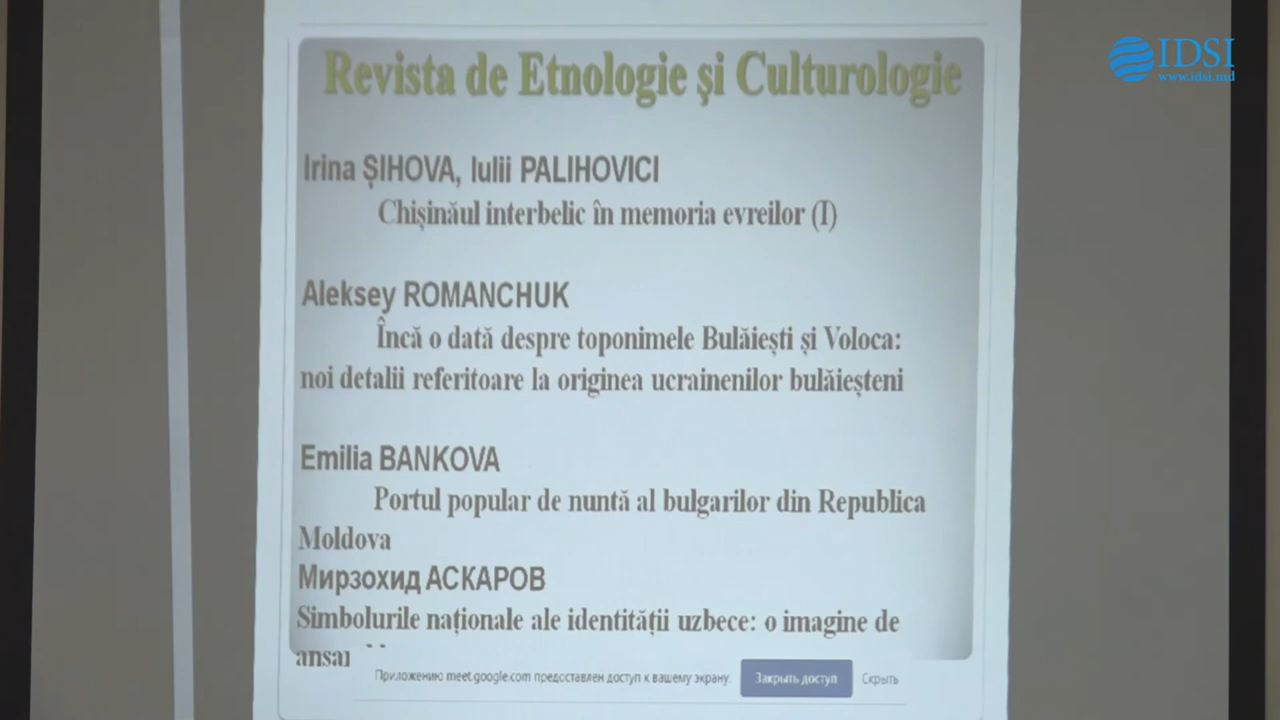 IDSI
www.idsi.md
Revista de Etnologie şi Culturologie
Irina ȘIHOVA, Iulii PALIHOVICI
Chișinăul interbelic în memoria evreilor (I)
Aleksey ROMANCHUK
Încă o dată despre toponimele Bulăiești și Voloca:
noi detalii referitoare la originea ucrainenilor bulăieșteni
Emilia BANKOVA
Portul popular de nuntă al bulgarilor din Republica
Moldova
Мирзохид АСКАРОВ
Simbolurile naționale ale identității uzbece: o imagine de
Приложению meet.google.com предоставлен доступ к вашему экрану. Закрыть доступ Скрыть